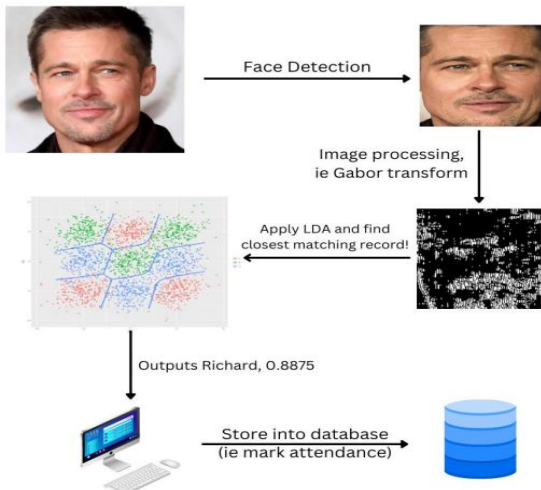 Face Detection
Image processing,
ie Gabor transform
Apply LDA and find
closest matching record!
Outputs Richard, 0.8875
Store into database
(ie mark attendance)